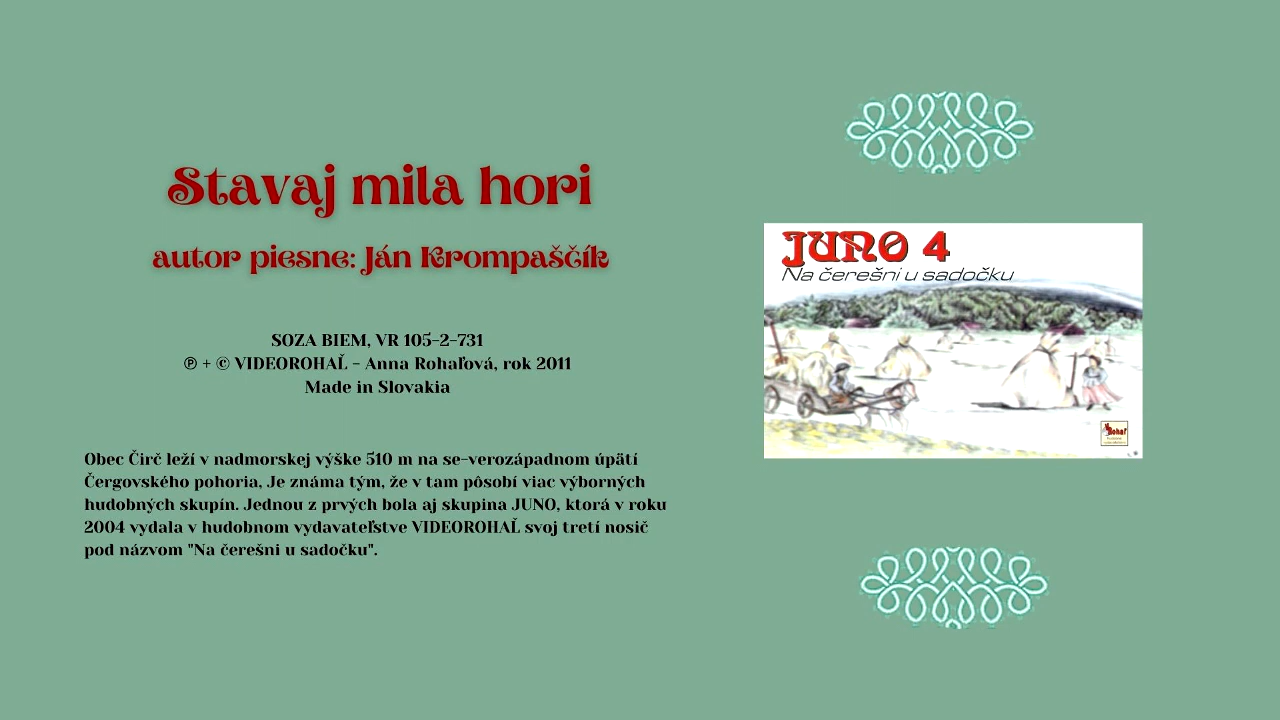 Stavaj mila hori
autor piesne: Ján Krompaščík
SOZA BIEM, VR 105-2-731
℗ + © VIDEOROHAĽ - Anna Rohaľová, rok 2011
Made in Slovakia
Obec Čirč leží v nadmorskej výške 510 m na se-verozápadnom úpätí
Čergovského pohoria, Je známa tým, že v tam pôsobí viac výborných
hudobných skupín. Jednou z prvých bola aj skupina JUNO, ktorá v roku
2004 vydala v hudobnom vydavateľstve VIDEOROHAĽ svoj tretí nosič
pod názvom "Na čerešni u sadočku".
JUNO 4
Na čerešni u sadočku
Rohaľ